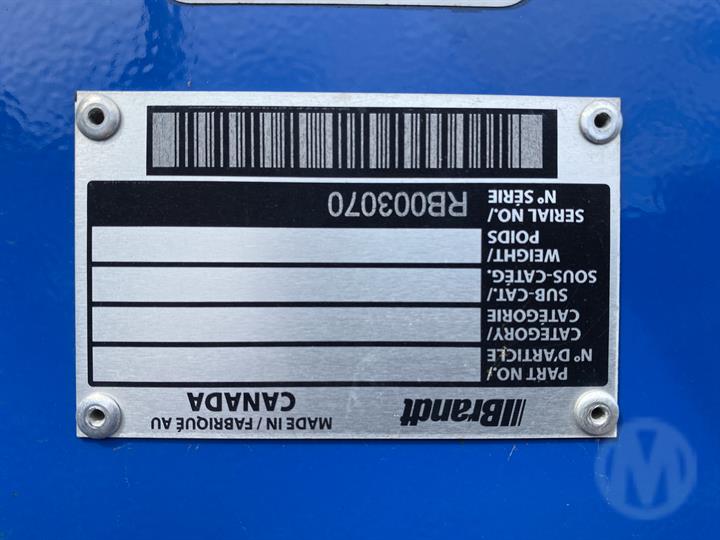 Brandt
MADE IN / FABRIQUÉ AU
CANADA
PART NO./
N° D'ARTICLE
CATEGORY/
CATÉGORIE
SUB-CAT./
SOUS-CATÉG.
WEIGHT/
POIDS
SERIAL NO./
N° SÉRIE
RB003070
M